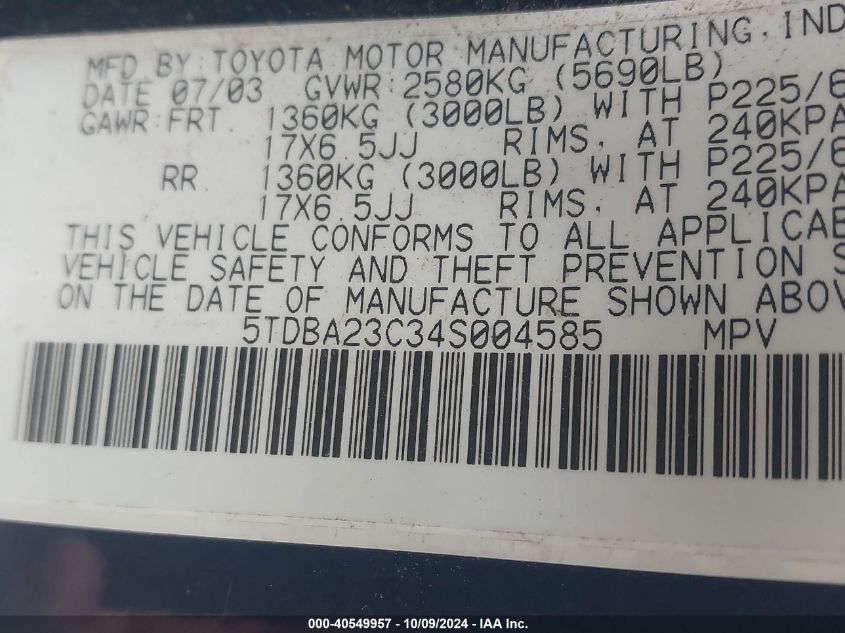 MFD BY: TOYOTA MOTOR MANUFACTURING, IND
DATE 07/03 GVWR: 2580KG (5690LB)
GAWR: FRT. 1360KG (3000LB) WITH P225/6
17X6.5JJ RIMS, AT 240KPA
RR. 1360KG (3000LB) WITH P225/6
17X6.5JJ RIMS, AT 240KPA
THIS VEHICLE CONFORMS TO ALL APPLICAB
VEHICLE SAFETY AND THEFT PREVENTION S
ON THE DATE OF MANUFACTURE SHOWN ABOV
5TDBA23C34S004585 MPV
000-40549957 - 10/09/2024 - IAA Inc.